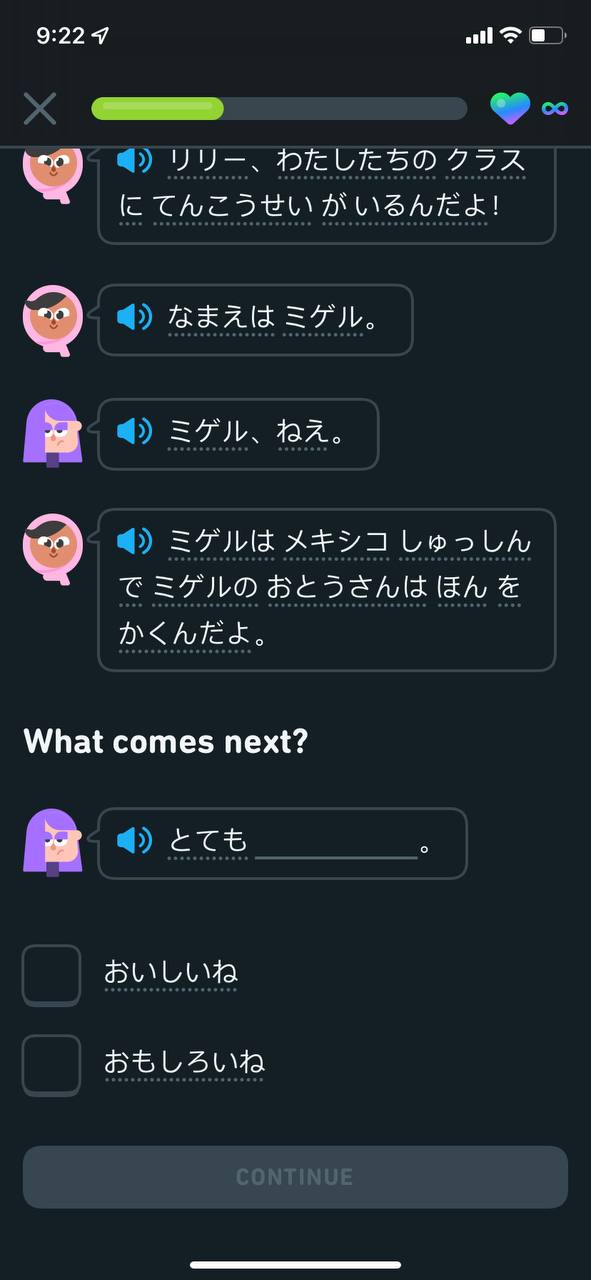 9:22
リリー、わたしたちの クラス
に てんこうせい が いるんだよ!
なまえは ミゲル。
ミゲル、ねえ。
ミゲルは メキシコ しゅっしん
で ミゲルの おとうさんは ほん を
かくんだよ。
What comes next?
とても __________。
おいしいね
おもしろいね
CONTINUE